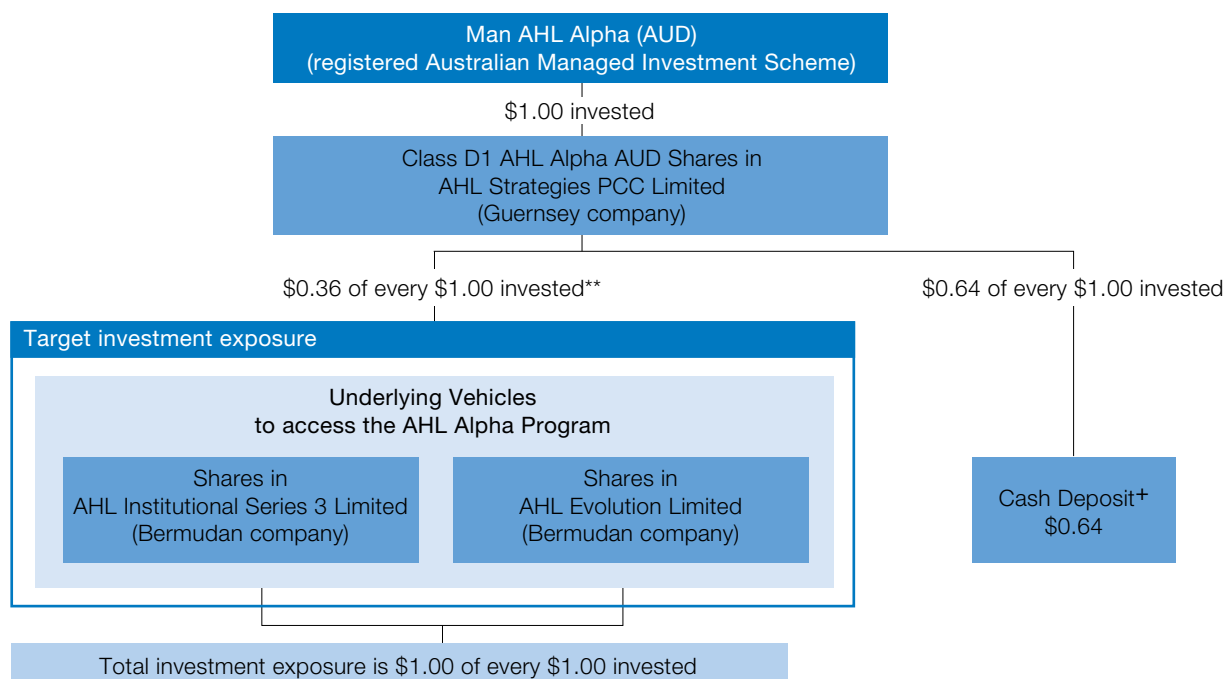 Man AHL Alpha (AUD)
(registered Australian Managed Investment Scheme)
$1.00 invested
Class D1 AHL Alpha AUD Shares in
AHL Strategies PCC Limited
(Guernsey company)
$0.36 of every $1.00 invested**
$0.64 of every $1.00 invested
Target investment exposure
Underlying Vehicles
to access the AHL Alpha Program
Shares in
AHL Institutional Series 3 Limited
(Bermudan company)
Shares in
AHL Evolution Limited
(Bermudan company)
Cash Deposit+
$0.64
Total investment exposure is $1.00 of every $1.00 invested